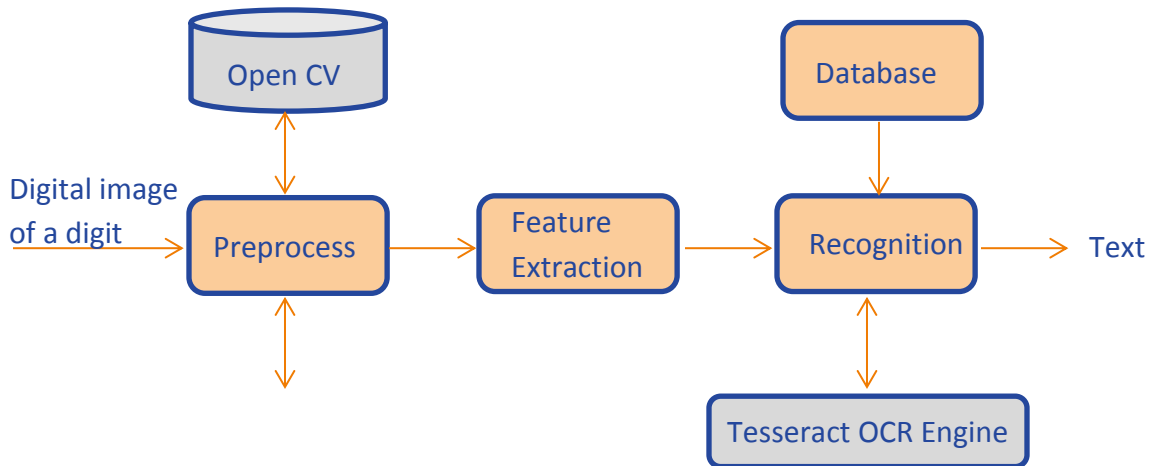 Open CV
Database
Digital image
of a digit
Preprocess
Feature
Extraction
Recognition
Text
Tesseract OCR Engine